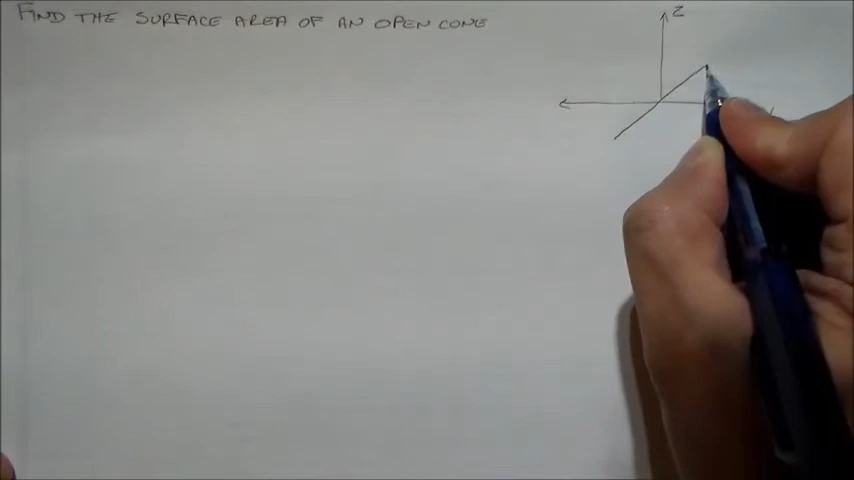 FIND THE SURFACE AREA OF AN OPEN CONE
Z